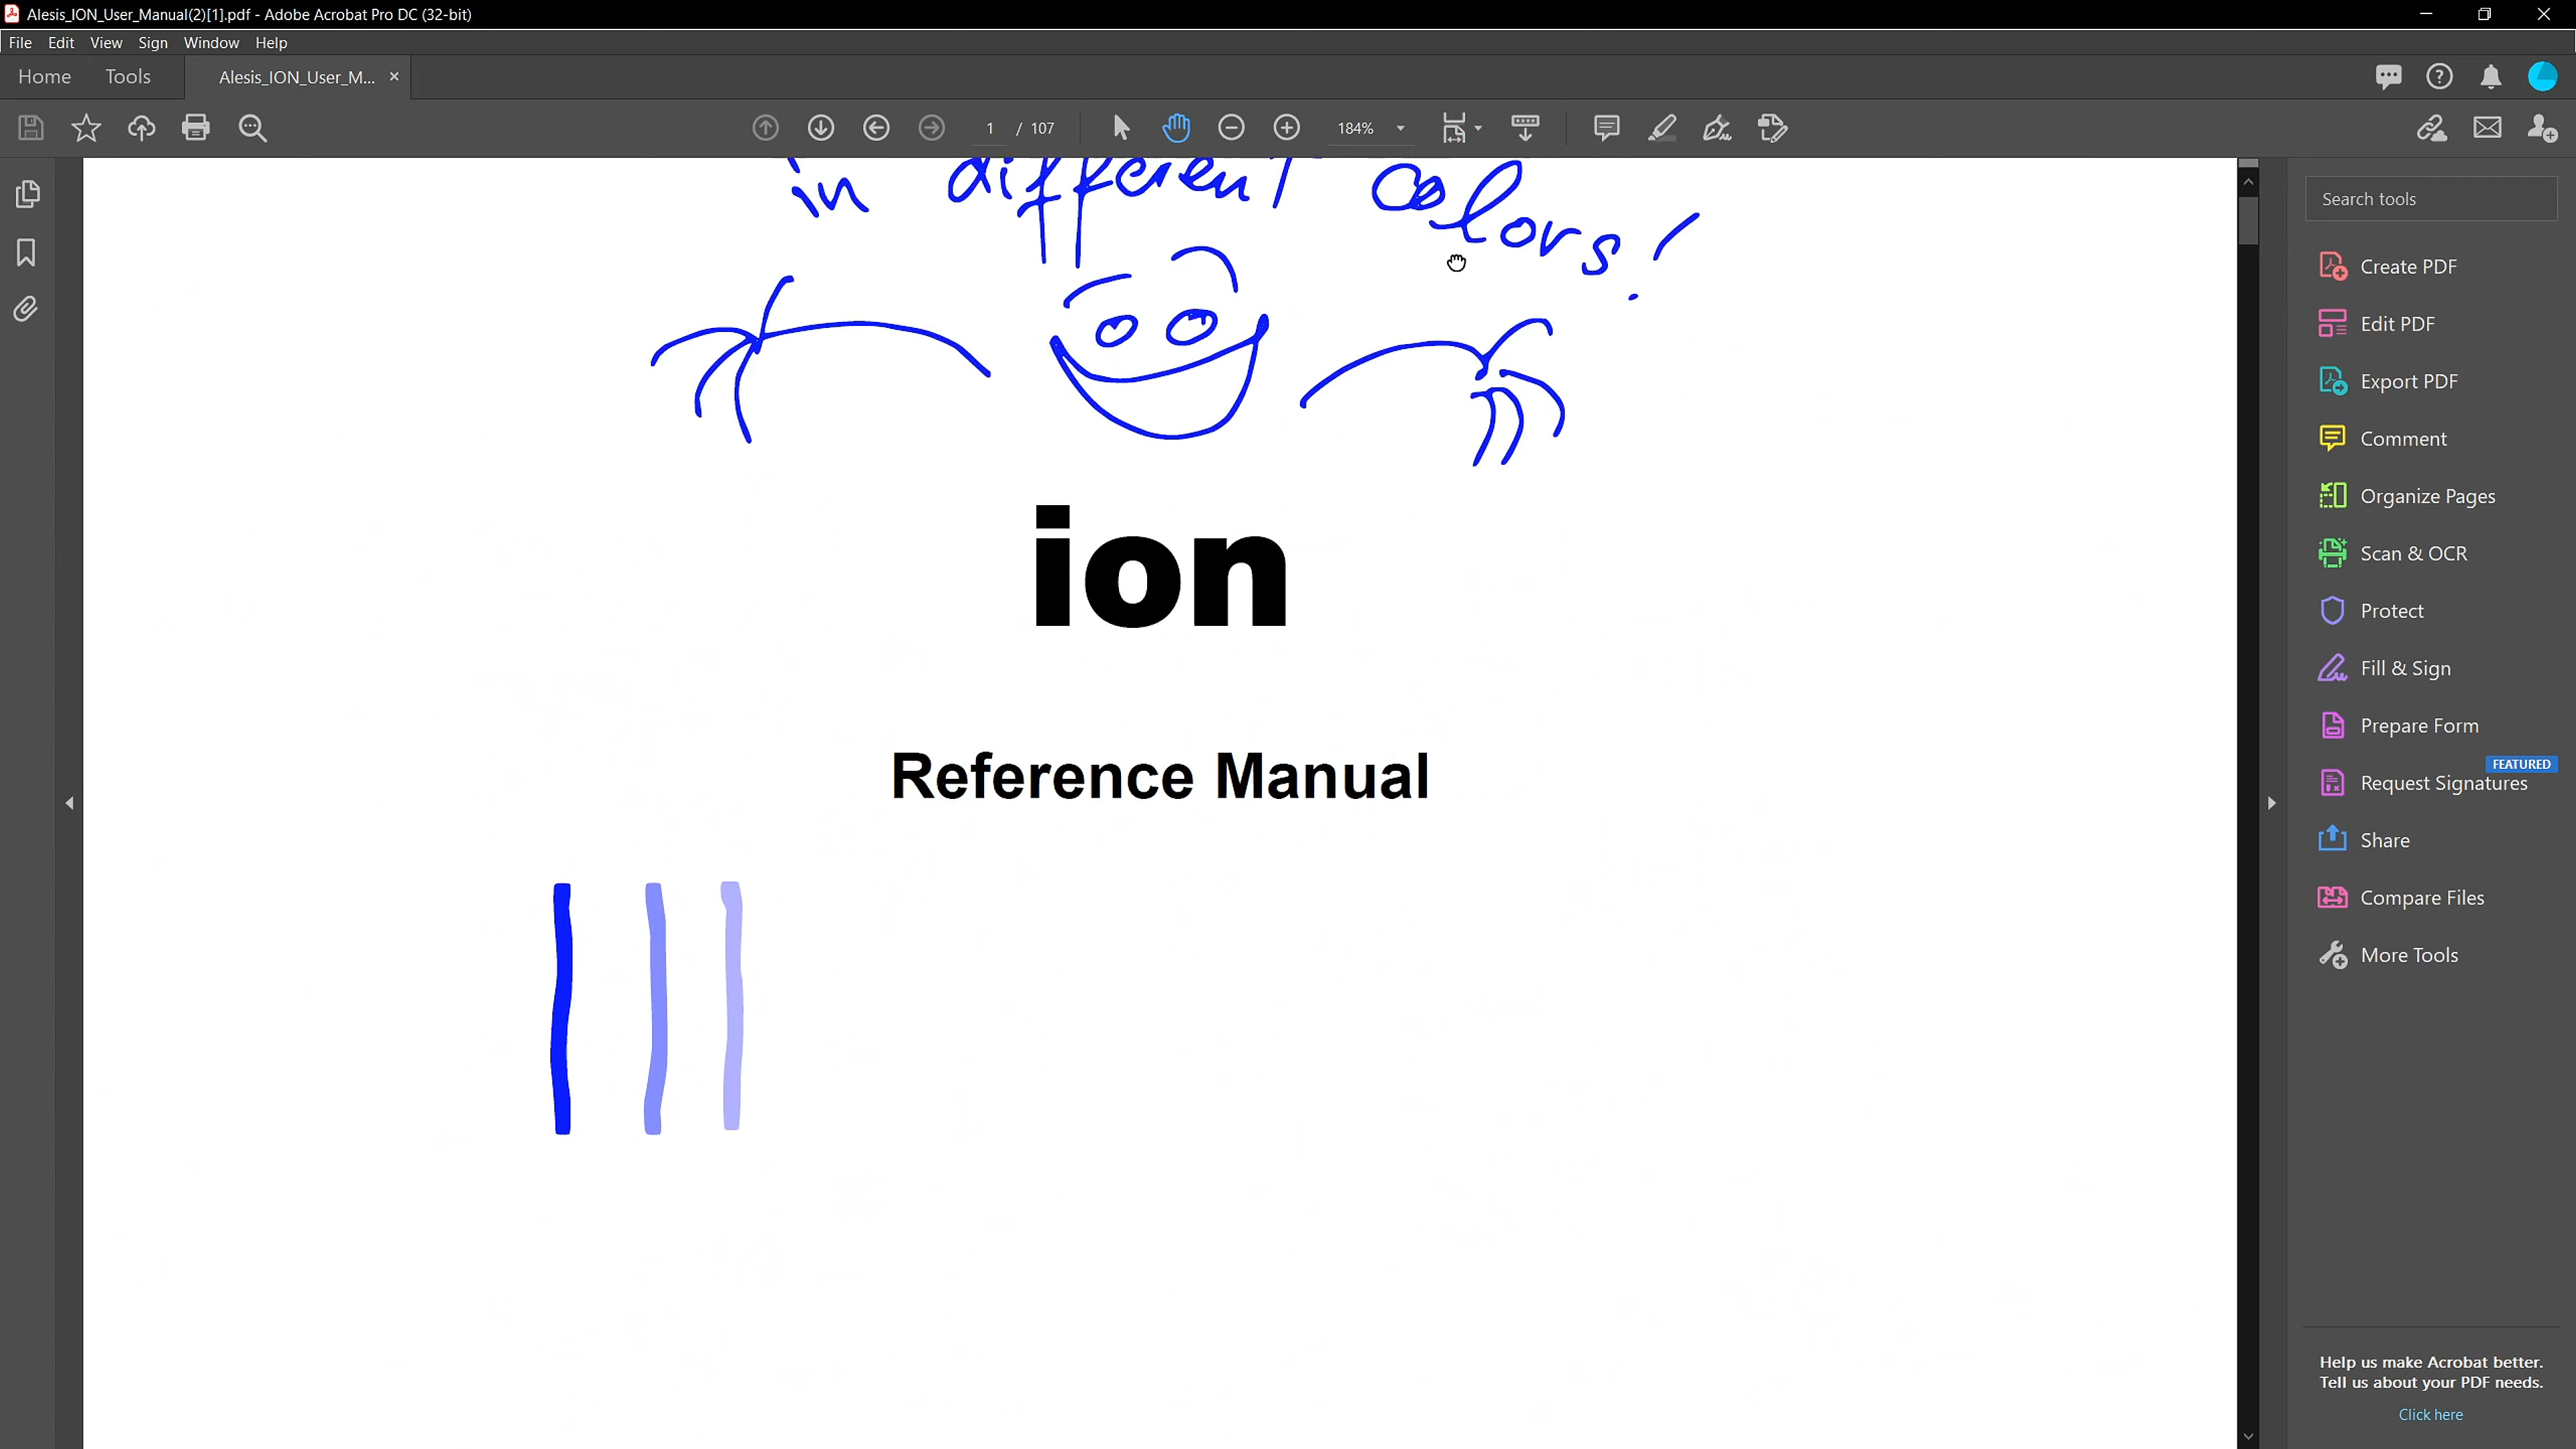 Alesis_ION_User_Manual(2)[1].pdf - Adobe Acrobat Pro DC (32-bit)
File Edit View Sign Window Help
Home Tools Alesis_ION_User_M... ×
1 / 107 184%
in different colors!
ion
Reference Manual
Search tools
Create PDF
Edit PDF
Export PDF
Comment
Organize Pages
Scan & OCR
Protect
Fill & Sign
Prepare Form
FEATURED
Request Signatures
Share
Compare Files
More Tools
Help us make Acrobat better.
Tell us about your PDF needs.
Click here